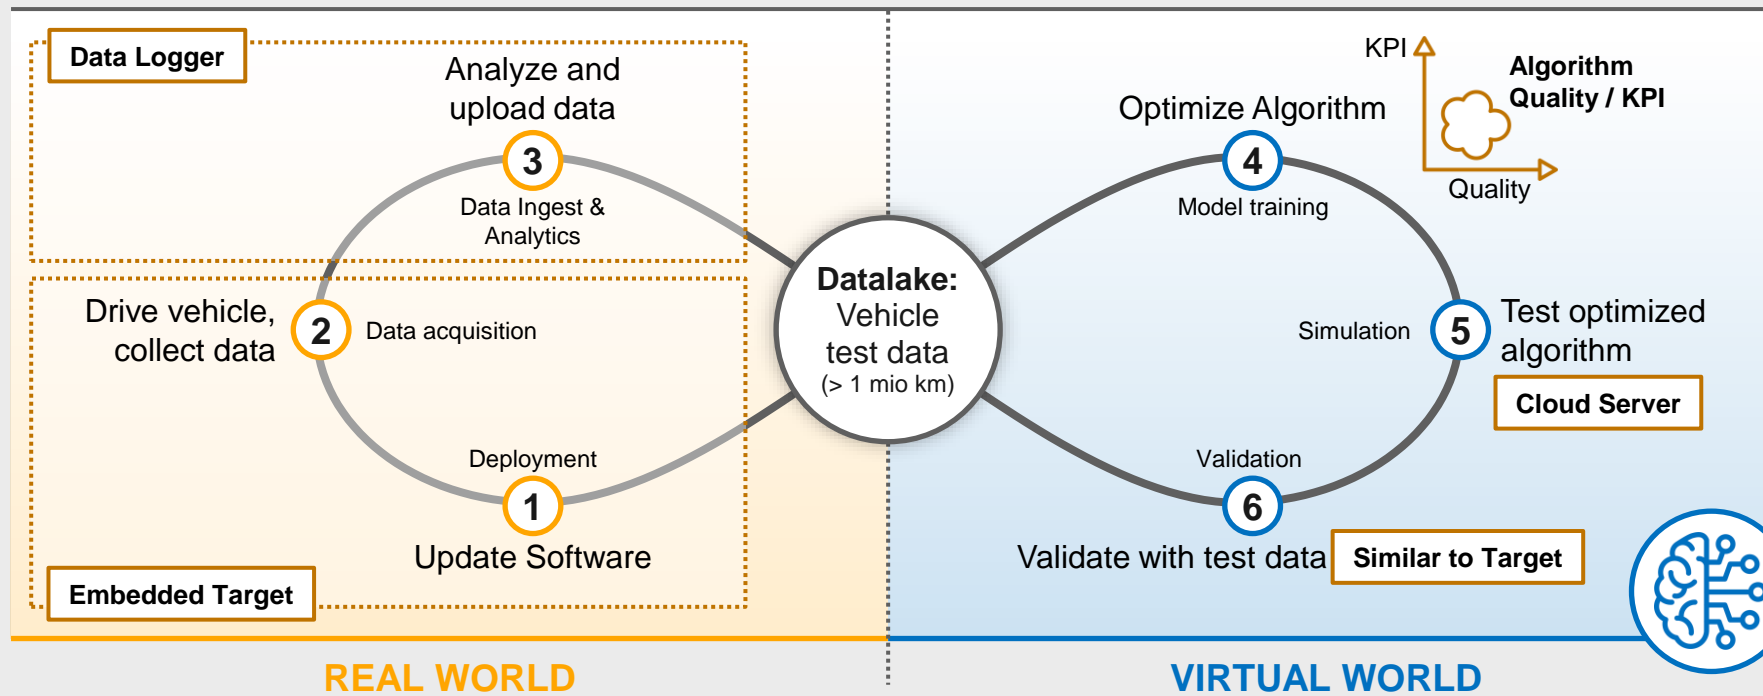 Data Logger
Analyze and
upload data
3
Data Ingest &
Analytics
Drive vehicle,
collect data
2
Data acquisition
Deployment
1
Update Software
Embedded Target
REAL WORLD
Datalake:
Vehicle
test data
(> 1 mio km)
KPI
Algorithm
Quality / KPI
Quality
Optimize Algorithm
4
Model training
Simulation
5
Test optimized
algorithm
Cloud Server
Validation
6
Validate with test data
Similar to Target
VIRTUAL WORLD